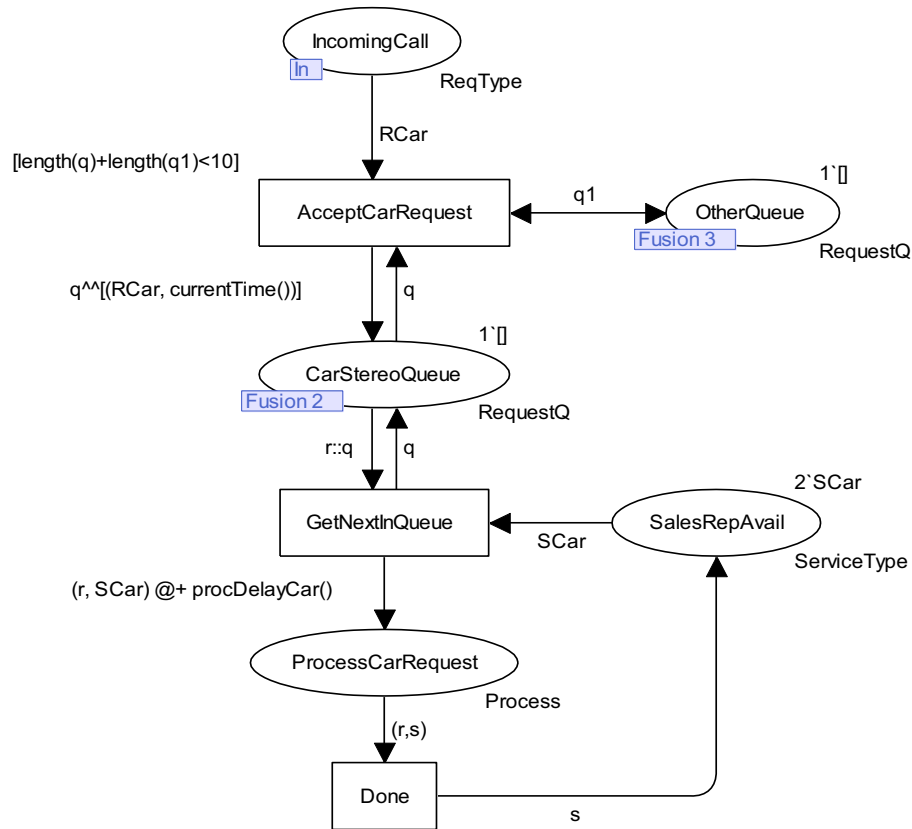 IncomingCall
In
ReqType
RCar
[length(q)+length(q1)<10]
1`[]
AcceptCarRequest
q1
OtherQueue
Fusion 3
RequestQ
q^^[(RCar, currentTime())]
q
1`[]
CarStereoQueue
Fusion 2
RequestQ
r::q
q
2`SCar
GetNextInQueue
SalesRepAvail
SCar
ServiceType
(r, SCar) @+ procDelayCar()
ProcessCarRequest
Process
(r,s)
Done
s